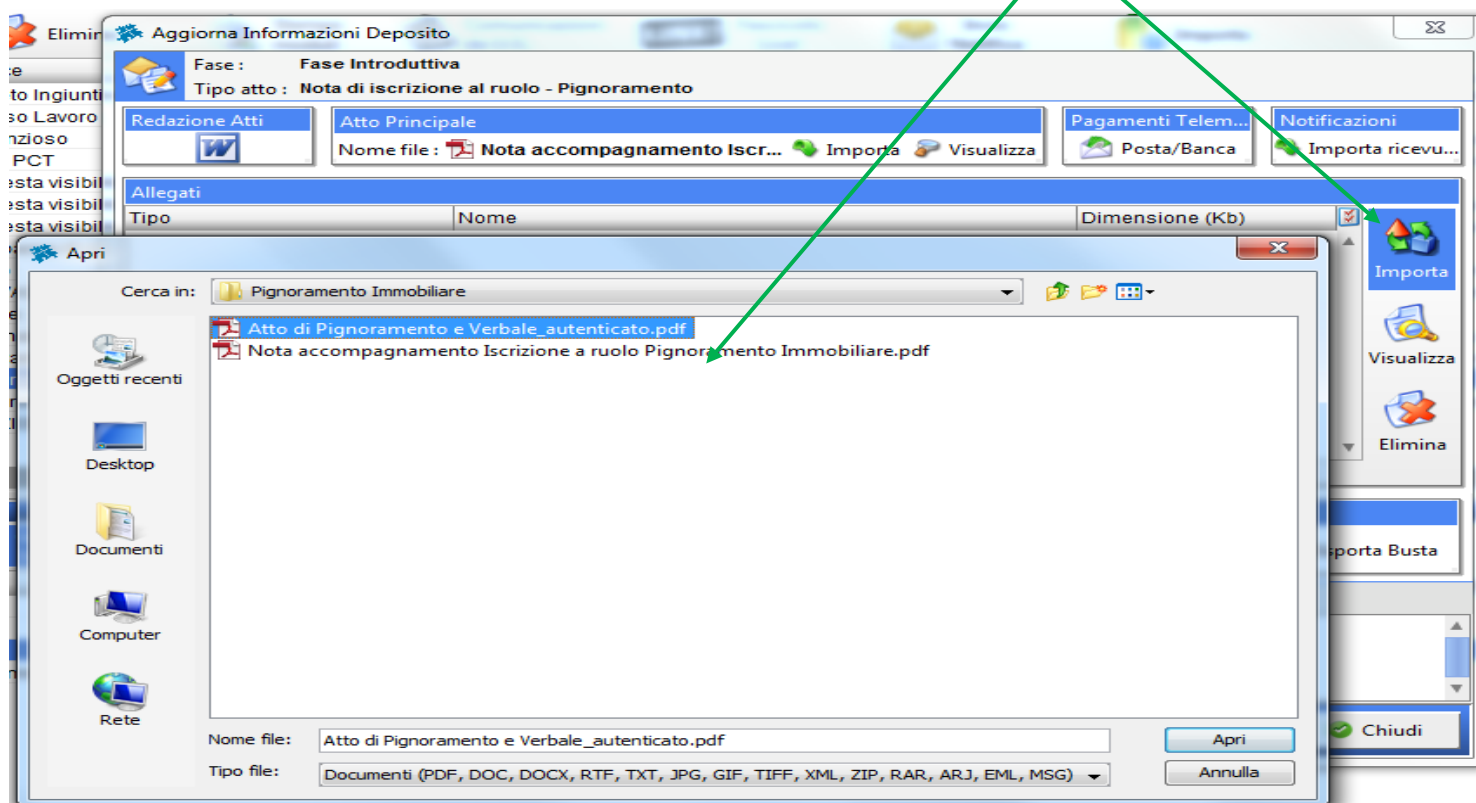 Elimin
Aggiorna Informazioni Deposito
Fase : Fase Introduttiva
Tipo atto : Nota di iscrizione al ruolo - Pignoramento
to Ingiunti
so Lavoro
nzioso
PCT
esta visibil
esta visibil
esta visibil
Redazione Atti
Atto Principale
Nome file : Nota accompagnamento Iscr... Importa Visualizza
Pagamenti Telem...
Posta/Banca
Notificazioni
Importa ricevu...
Allegati
Tipo Nome Dimensione (Kb)
Importa
Visualizza
Elimina
Apri
Cerca in: Pignoramento Immobiliare
Atto di Pignoramento e Verbale_autenticato.pdf
Nota accompagnamento Iscrizione a ruolo Pignoramento Immobiliare.pdf
Oggetti recenti
Desktop
Documenti
Computer
Rete
Nome file: Atto di Pignoramento e Verbale_autenticato.pdf Apri
Tipo file: Documenti (PDF, DOC, DOCX, RTF, TXT, JPG, GIF, TIFF, XML, ZIP, RAR, ARJ, EML, MSG) Annulla
sporta Busta
Chiudi